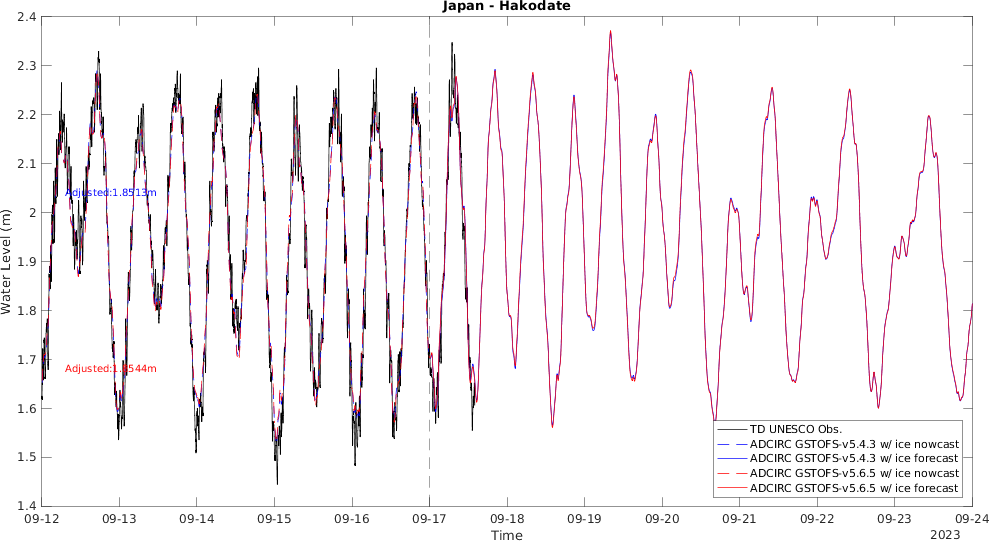 Japan - Hakodate
Water Level (m)
2.4
2.3
2.2
2.1
2
1.9
1.8
1.7
1.6
1.5
1.4
Adjusted:1.8513m
TD UNESCO Obs.
ADCIRC GSTOFS-v5.4.3 w/ ice nowcast
ADCIRC GSTOFS-v5.4.3 w/ ice forecast
ADCIRC GSTOFS-v5.6.5 w/ ice nowcast
ADCIRC GSTOFS-v5.6.5 w/ ice forecast
09-12 09-13 09-14 09-15 09-16 09-17 09-18 09-19 09-20 09-21 09-22 09-23 09-24
Time
2023